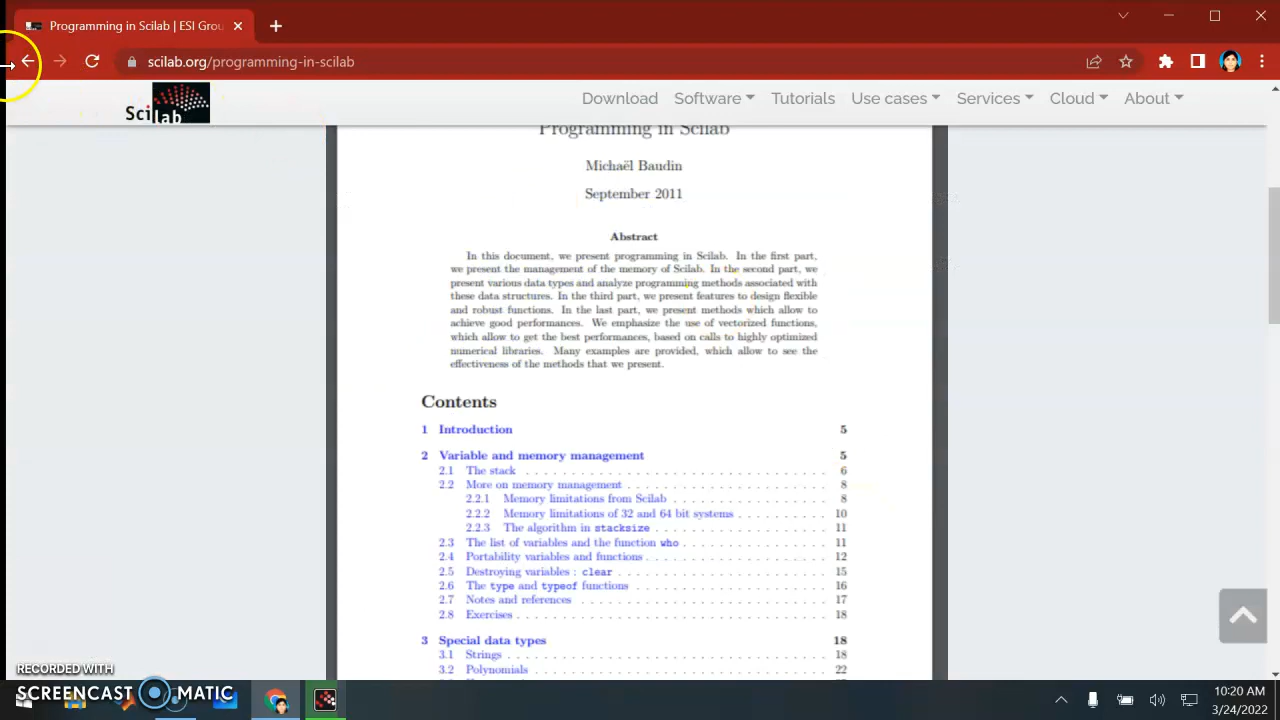 Programming in Scilab | ESI Grou
scilab.org/programming-in-scilab
Scilab
Download Software Tutorials Use cases Services Cloud About
Programming in Scilab
Michaël Baudin
September 2011
Abstract
In this document, we present programming in Scilab. In the first part,
we present the management of the memory of Scilab. In the second part, we
present various data types and analyze programming methods associated with
these data structures. In the third part, we present features to design flexible
and robust functions. In the last part, we present methods which allow to
achieve good performances. We emphasize the use of vectorized functions,
which allow to get the best performances, based on calls to highly optimized
numerical libraries. Many examples are provided, which allow to see the
effectiveness of the methods that we present.
Contents
1 Introduction 5
2 Variable and memory management 5
2.1 The stack . . . . . . . . . . . . . . . . . . . . . . . . . . . . . . 6
2.2 More on memory management . . . . . . . . . . . . . . . . . . . . 8
2.2.1 Memory limitations from Scilab . . . . . . . . . . . . . . . . 8
2.2.2 Memory limitations of 32 and 64 bit systems . . . . . . . . . 10
2.2.3 The algorithm in stacksize . . . . . . . . . . . . . . . . . 11
2.3 The list of variables and the function who . . . . . . . . . . . . . 11
2.4 Portability variables and functions . . . . . . . . . . . . . . . . . 12
2.5 Destroying variables : clear . . . . . . . . . . . . . . . . . . . . 15
2.6 The type and typeof functions . . . . . . . . . . . . . . . . . . . 16
2.7 Notes and references . . . . . . . . . . . . . . . . . . . . . . . . 17
2.8 Exercises . . . . . . . . . . . . . . . . . . . . . . . . . . . . . . 18
3 Special data types 18
3.1 Strings . . . . . . . . . . . . . . . . . . . . . . . . . . . . . . . 18
3.2 Polynomials . . . . . . . . . . . . . . . . . . . . . . . . . . . . . 22
RECORDED WITH
SCREENCAST MATIC
10:20 AM
3/24/2022